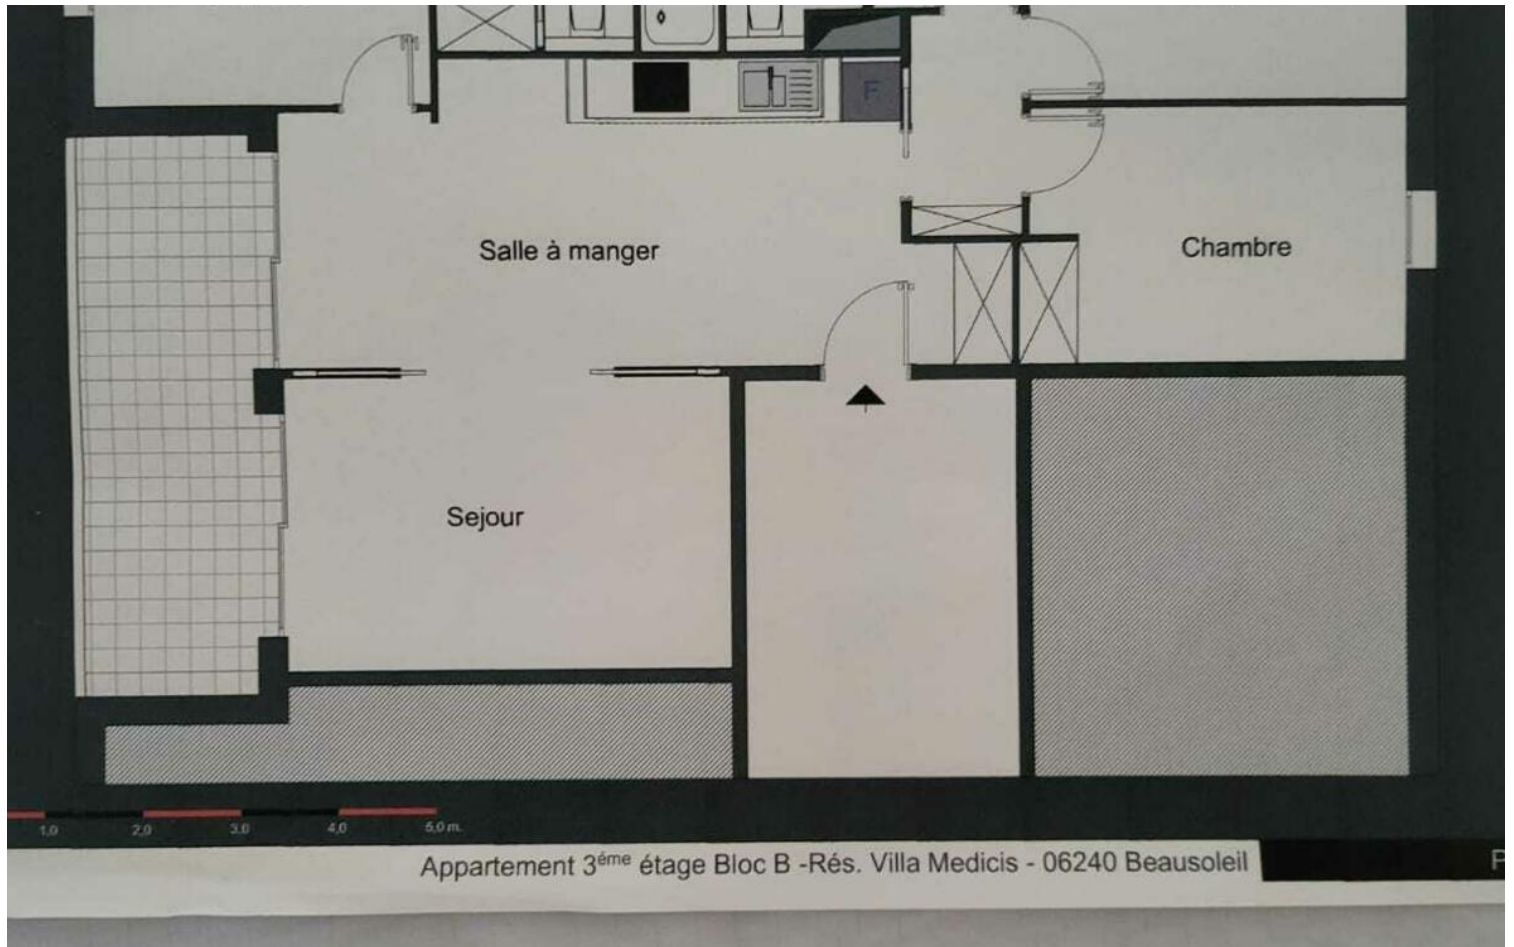 F
Salle à manger
Chambre
Sejour
1,0 2,0 3,0 4,0 5,0 m.
Appartement 3éme étage Bloc B -Rés. Villa Medicis - 06240 Beausoleil
P